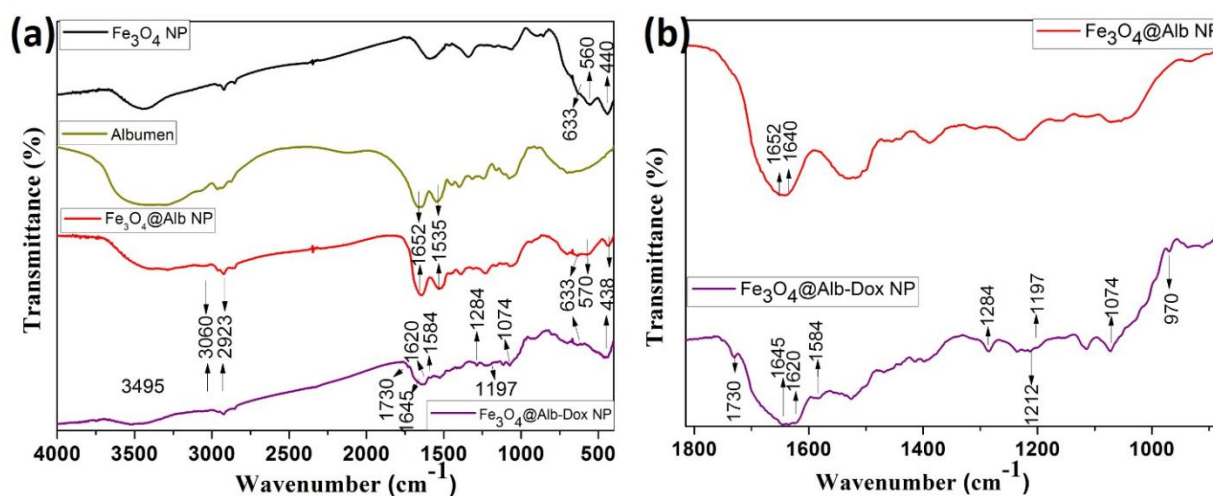 (a)
Fe₃O₄ NP
Albumen
Fe₃O₄@Alb NP
Fe₃O₄@Alb-Dox NP
633
560
440
1652
1535
633
570
438
3060
2923
3495
1730
1645
1620
1584
1284
1197
1074
Transmittance (%)
4000 3500 3000 2500 2000 1500 1000 500
Wavenumber (cm⁻¹)
(b)
Fe₃O₄@Alb NP
1652
1640
Fe₃O₄@Alb-Dox NP
1730
1645
1620
1584
1284
1212
1197
1074
970
Transmittance (%)
1800 1600 1400 1200 1000
Wavenumber (cm⁻¹)